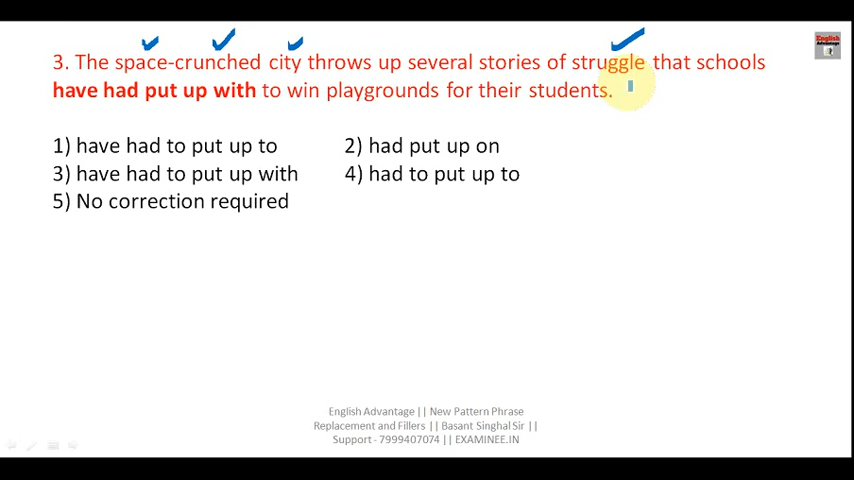 English
Advantage
3. The space-crunched city throws up several stories of struggle that schools
have had put up with to win playgrounds for their students.
1) have had to put up to 2) had put up on
3) have had to put up with 4) had to put up to
5) No correction required
English Advantage || New Pattern Phrase
Replacement and Fillers || Basant Singhal Sir ||
Support - 7999407074 || EXAMINEE.IN